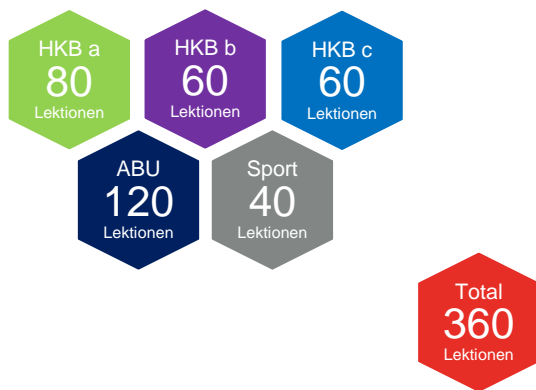 HKB a
80
Lektionen
HKB b
60
Lektionen
HKB c
60
Lektionen
ABU
120
Lektionen
Sport
40
Lektionen
Total
360
Lektionen